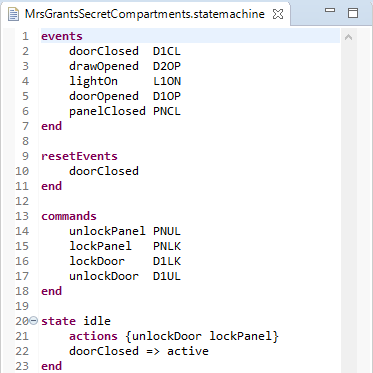 MrsGrantsSecretCompartments.statemachine
1 events
2 doorClosed D1CL
3 drawOpened D2OP
4 lightOn L1ON
5 doorOpened D1OP
6 panelClosed PNCL
7 end
8
9 resetEvents
10 doorClosed
11 end
12
13 commands
14 unlockPanel PNUL
15 lockPanel PNLK
16 lockDoor D1LK
17 unlockDoor D1UL
18 end
19
20 state idle
21 actions {unlockDoor lockPanel}
22 doorClosed => active
23 end